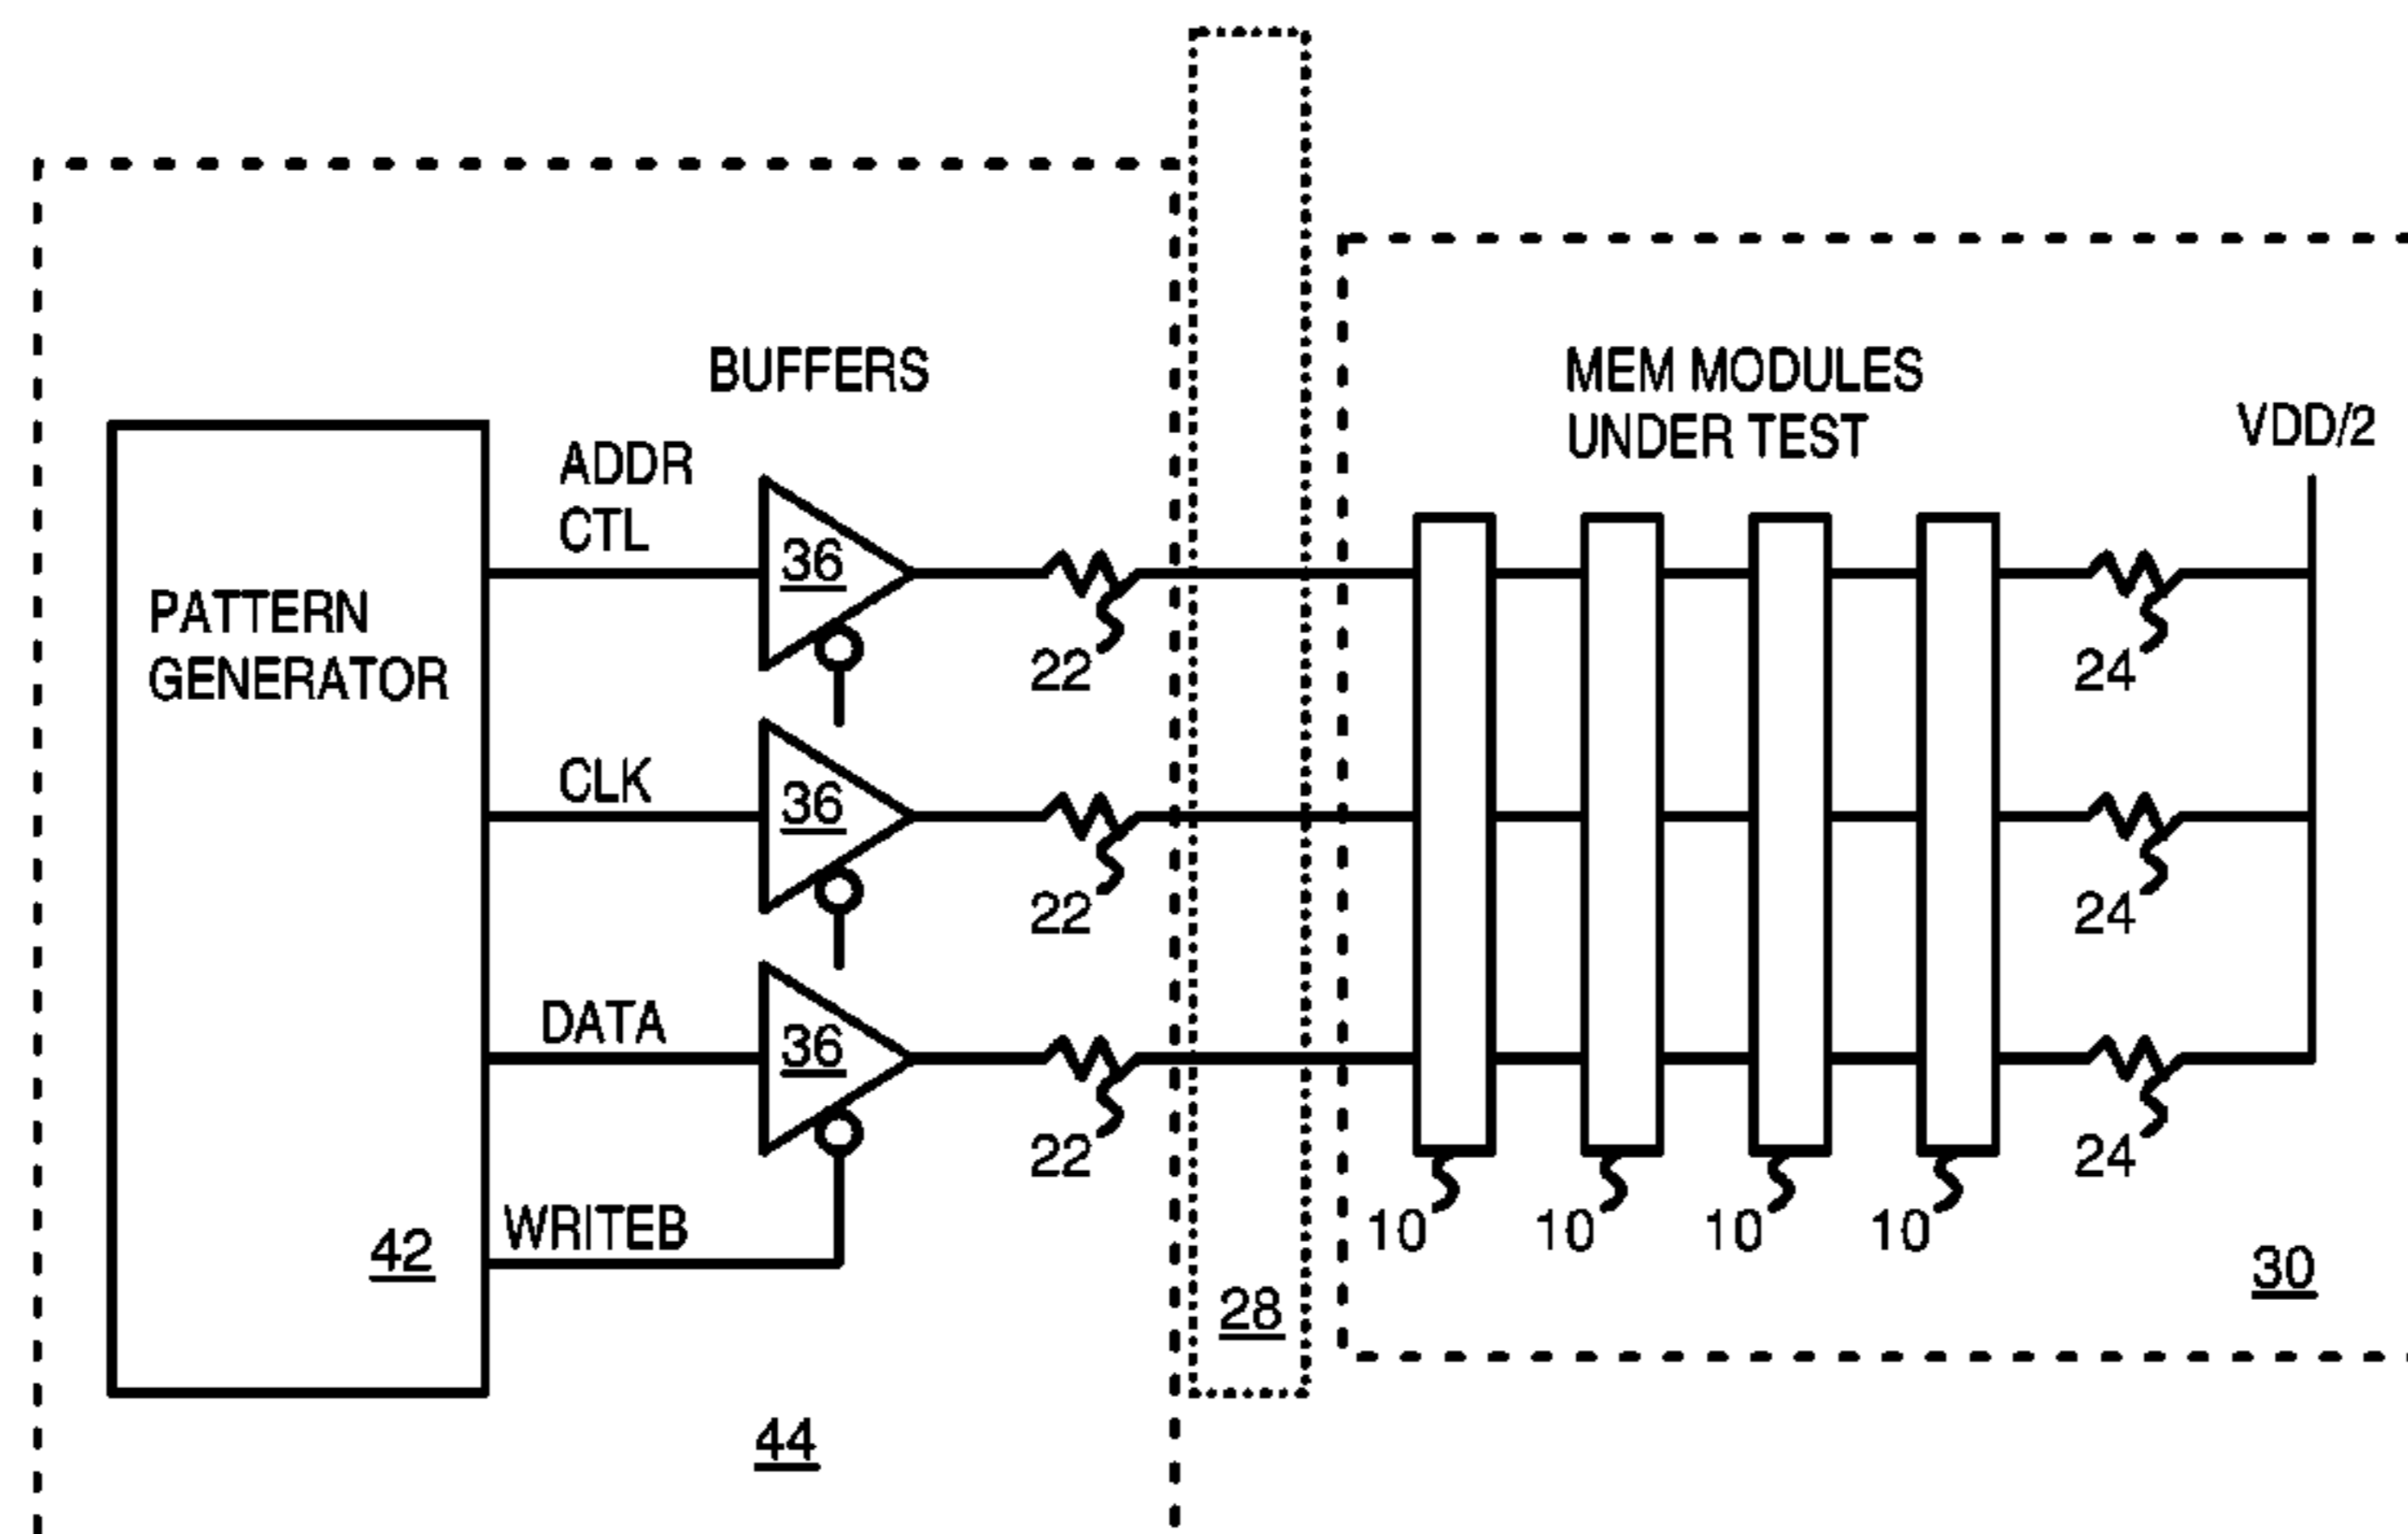 BUFFERS
MEM MODULES
UNDER TEST
VDD/2
ADDR
CTL
36
PATTERN
GENERATOR
22
24
CLK
36
22
24
DATA
36
22
24
WRITEB
42
10 10 10 10
30
28
44